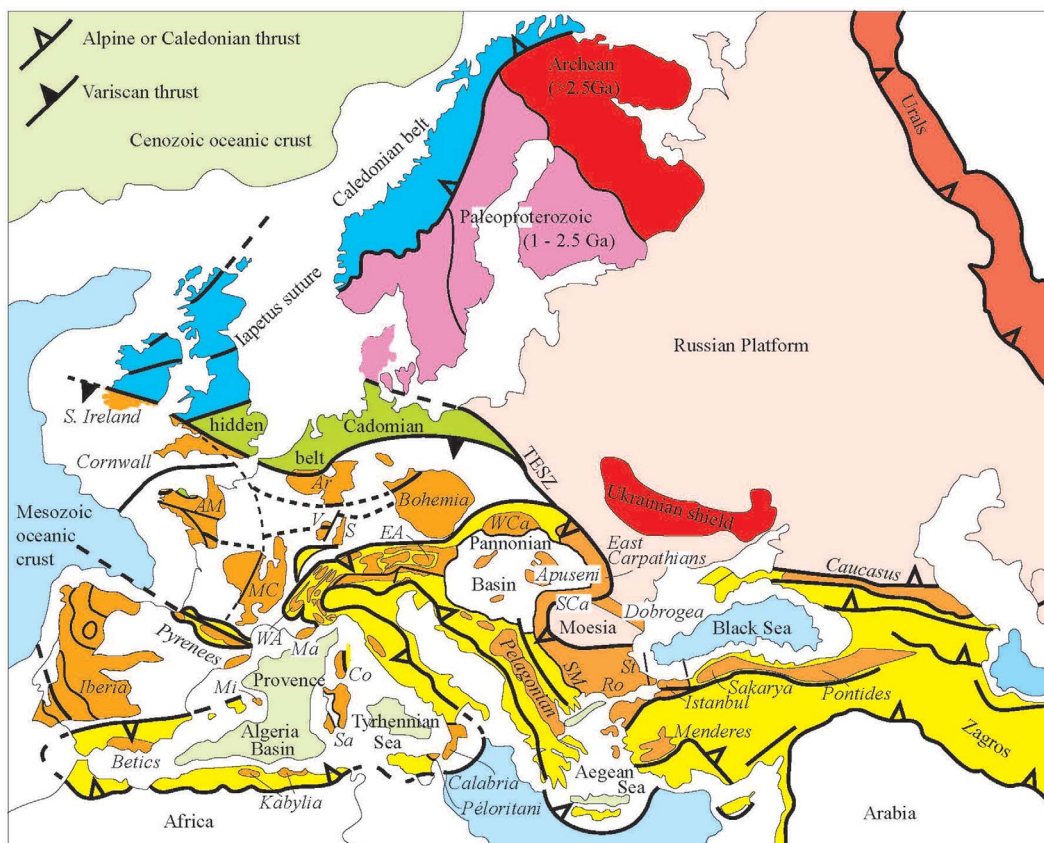 Alpine or Caledonian thrust
Variscan thrust
Cenozoic oceanic crust
Archean
(>2.5Ga)
Urals
Caledonian belt
Paleoproterozoic
(1 - 2.5 Ga)
Iapetus suture
Russian Platform
S. Ireland
hidden
Cadomian
belt
Cornwall
TESZ
Ar
Bohemia
AM
Ukrainian shield
Mesozoic
oceanic
crust
V
S
EA
WCa
Pannonian
Basin
East
Carpathians
Apuseni
Caucasus
MC
SCa
Dobrogea
Moesia
Black Sea
Pyrenees
WA
Ma
Pelagonian
SM
St
Ro
Istanbul
Sakarya
Pontides
Iberia
Mi
Provence
Co
Sa
Tyrhennian
Sea
Algeria
Basin
Menderes
Zagros
Betics
Kabylia
Calabria
Péloritani
Aegean
Sea
Africa
Arabia